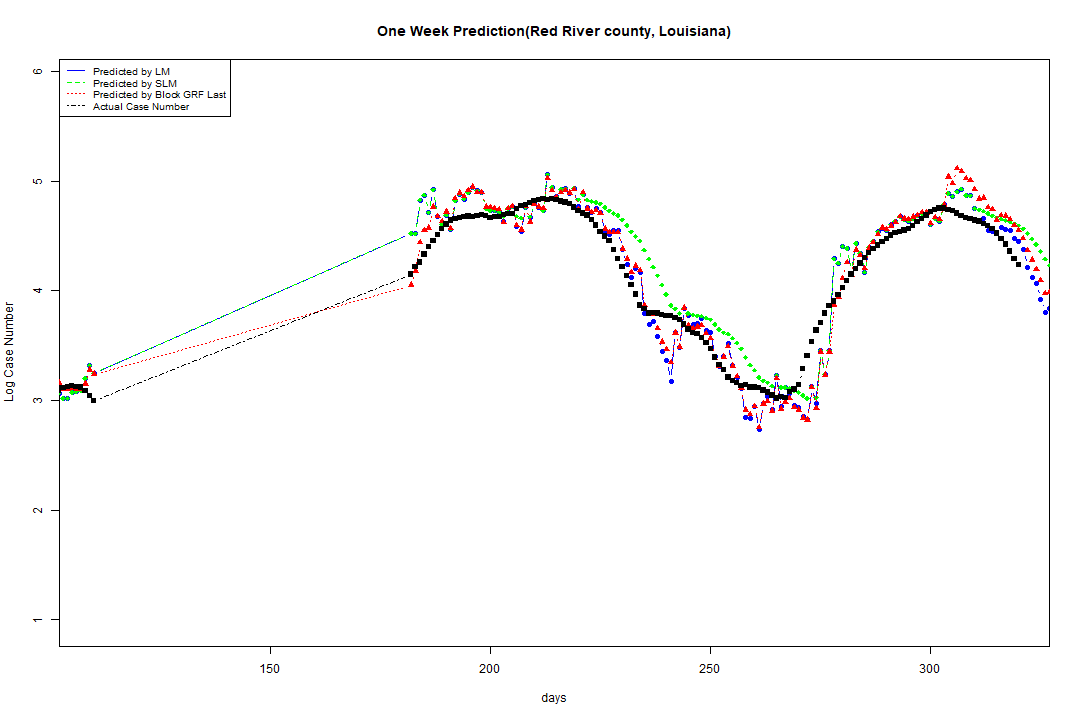 One Week Prediction(Red River county, Louisiana)
Predicted by LM
Predicted by SLM
Predicted by Block GRF Last
Actual Case Number
6
5
4
3
2
1
Log Case Number
150
200
250
300
days